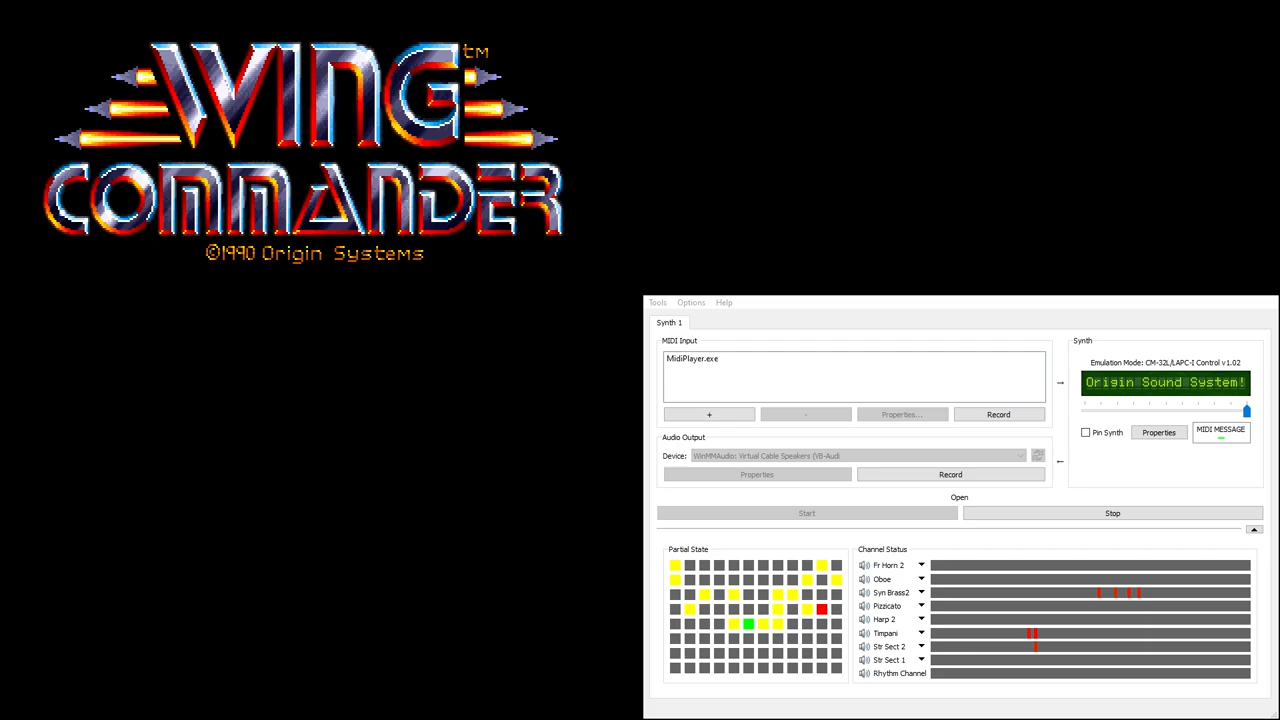 WING
TM
COMMANDER
©1990 Origin Systems
Tools Options Help
Synth 1
MIDI Input
MidiPlayer.exe
+ - Properties... Record
Audio Output
Device: WinMMAudio: Virtual Cable Speakers (VB-Audi
Properties Record
Synth
Emulation Mode: CM-32L/LAPC-I Control v1.02
Origin Sound System!
Pin Synth Properties MIDI MESSAGE
Open
Start Stop
Partial State
Channel Status
Fr Horn 2
Oboe
Syn Brass2
Pizzicato
Harp 2
Timpani
Str Sect 2
Str Sect 1
Rhythm Channel